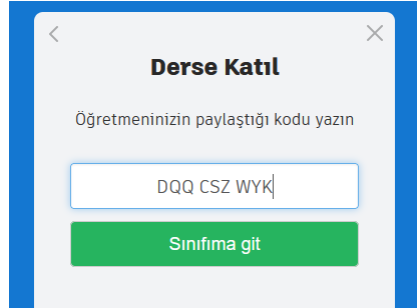 Derse Katıl
Öğretmeninizin paylaştığı kodu yazın
DQQ CSZ WYK
Sınıfıma git